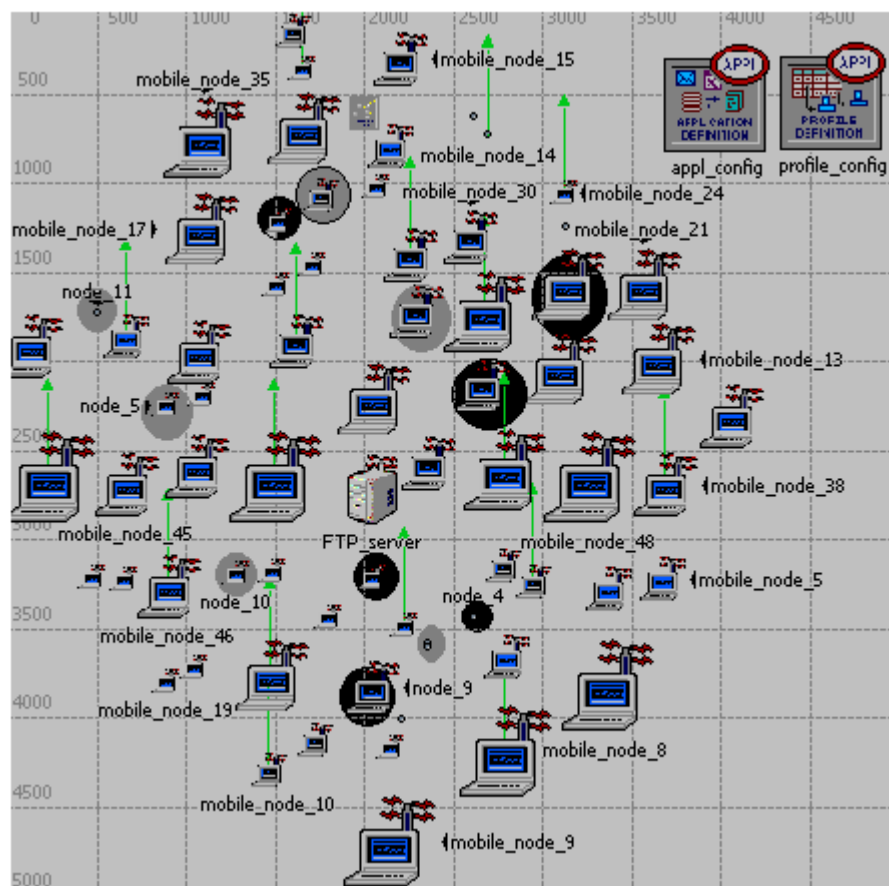 0 500 1000 2000 2500 3000 3500 4000 4500
mobile_node_15
mobile_node_35
500
APPL
APPLICATION
DEFINITION
APPL
PROFILE
DEFINITION
appl_config
profile_config
mobile_node_14
1000
mobile_node_30
mobile_node_24
mobile_node_17
mobile_node_21
1500
node_11
mobile_node_13
2000
node_5
2500
mobile_node_38
3000
mobile_node_45
FTP_server
mobile_node_48
mobile_node_5
node_10
node_4
3500
mobile_node_46
node_9
4000
mobile_node_19
mobile_node_8
4500
mobile_node_10
mobile_node_9
5000